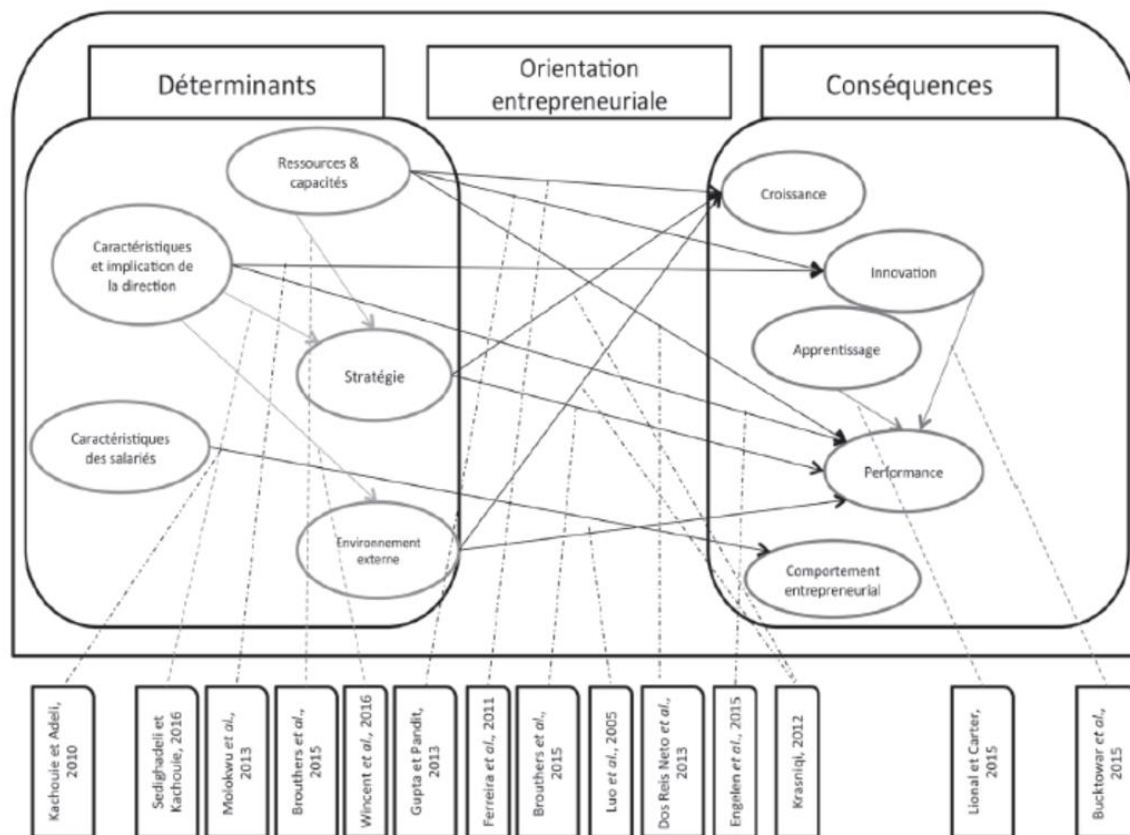 Déterminants
Orientation
entrepreneuriale
Conséquences
Ressources &
capacités
Caractéristiques
et implication de
la direction
Stratégie
Caractéristiques
des salariés
Environnement
externe
Croissance
Innovation
Apprentissage
Performance
Comportement
entrepreneurial
Kachouie et Adeli,
2010
Sedighadeli et
Kachouie, 2016
Molokwu et al.,
2013
Brouthers et al.,
2015
Wincent et al., 2016
Gupta et Pandit,
2013
Ferreira et al., 2011
Brouthers et al.,
2015
Luo et al., 2005
Dos Reis Neto et al.,
2013
Engelen et al., 2015
Krasniqi, 2012
Lional et Carter,
2015
Bucktowar et al.,
2015